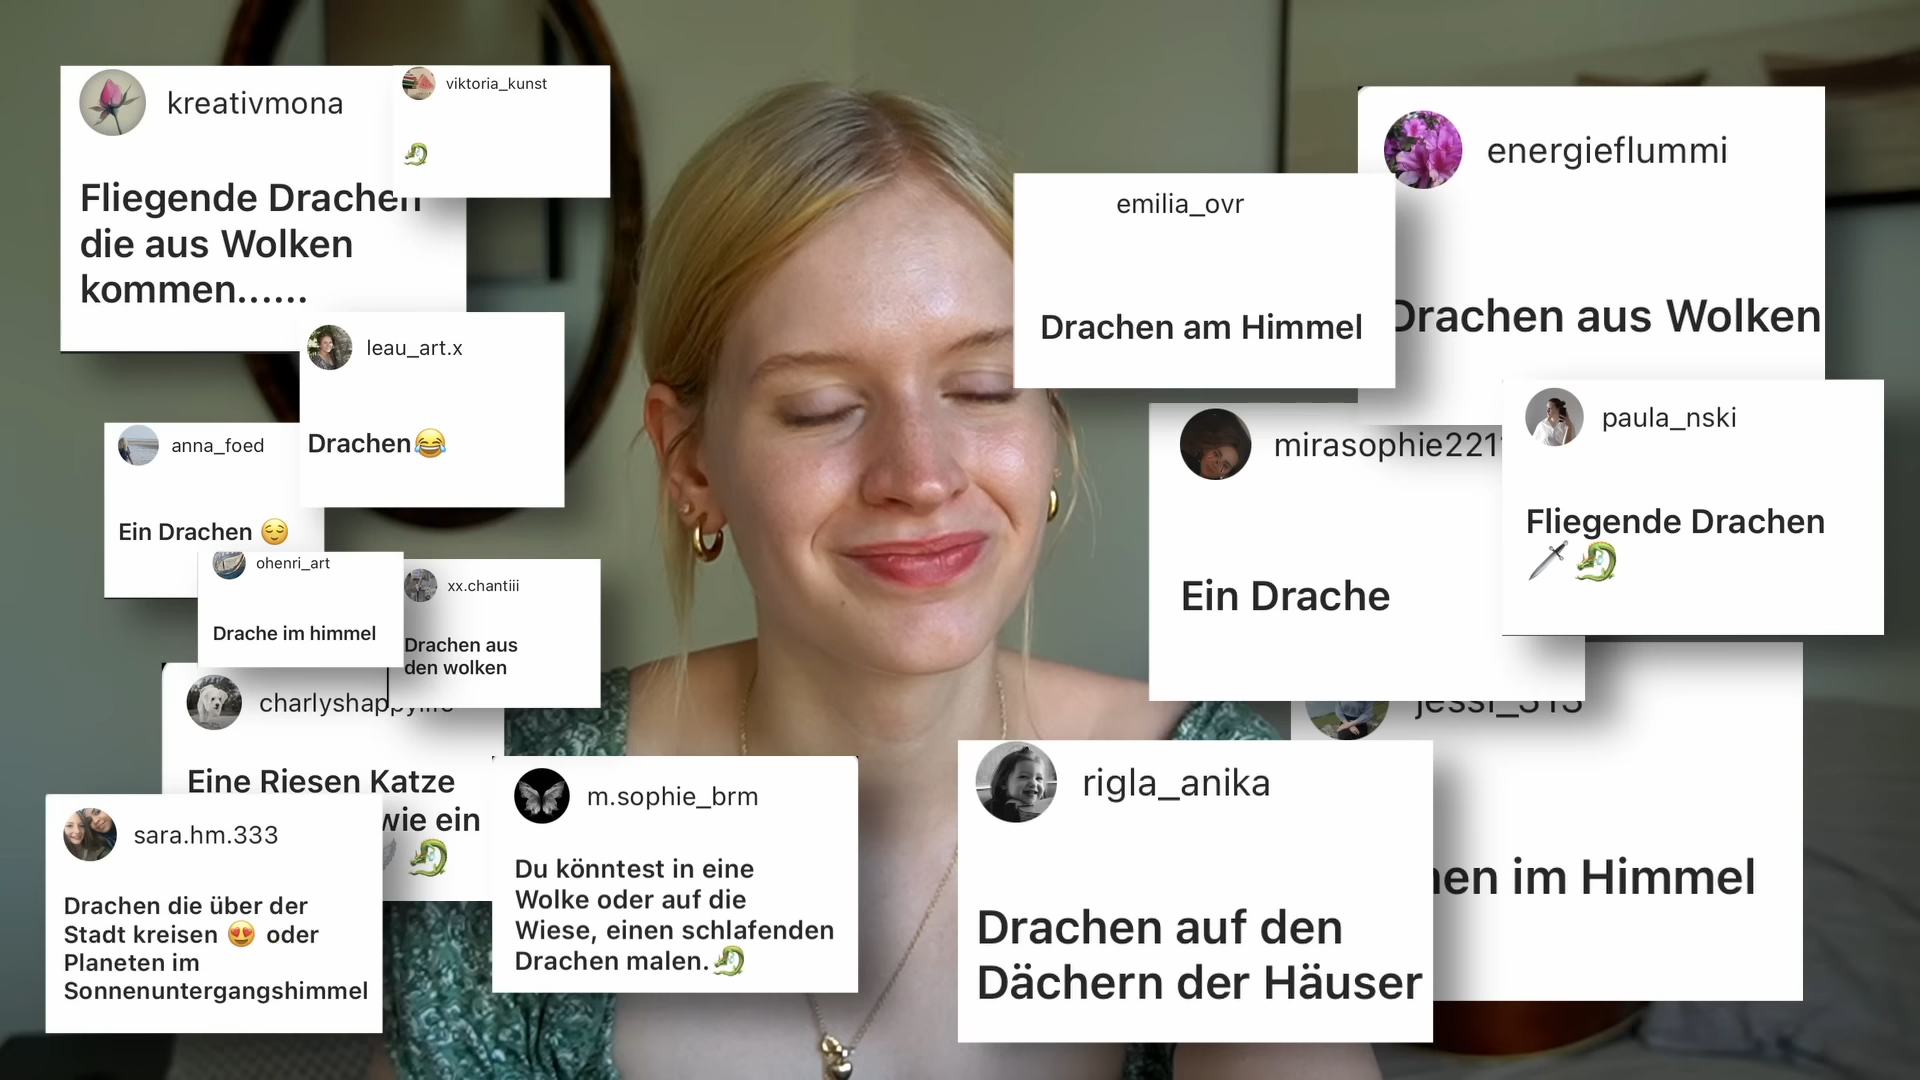 kreativmona
Fliegende Drachen
die aus Wolken
kommen......
viktoria_kunst
leau_art.x
Drachen😂
anna_foed
Ein Drachen 😌
ohenri_art
Drache im himmel
xx.chantiii
Drachen aus
den wolken
charlyshappylife
Eine Riesen Katze
wie ein
sara.hm.333
Drachen die über der
Stadt kreisen 😍 oder
Planeten im
Sonnenuntergangshimmel
m.sophie_brm
Du könntest in eine
Wolke oder auf die
Wiese, einen schlafenden
Drachen malen.🐉
emilia_ovr
Drachen am Himmel
energieflummi
Drachen aus Wolken
mirasophie221
Ein Drache
paula_nski
Fliegende Drachen
🗡🐉
jessi_313
im Himmel
rigla_anika
Drachen auf den
Dächern der Häuser